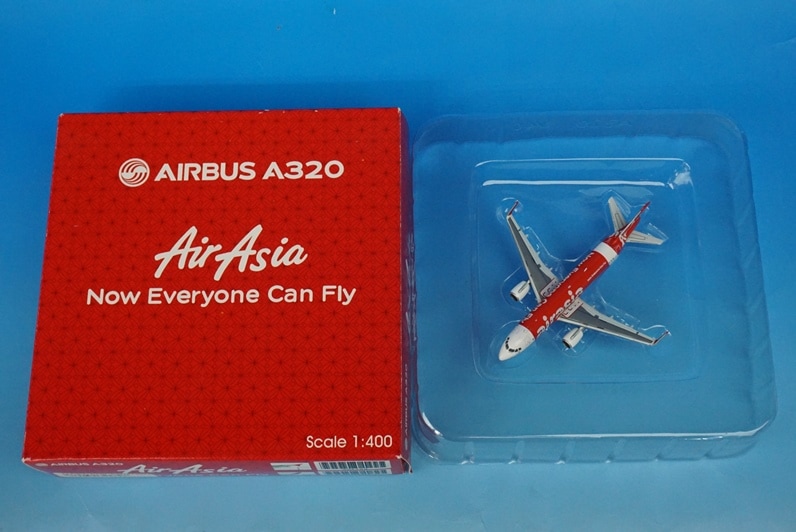 AIRBUS A320
AirAsia
Now Everyone Can Fly
Scale 1:400
AIRBUS A320
AirAsia
airasia